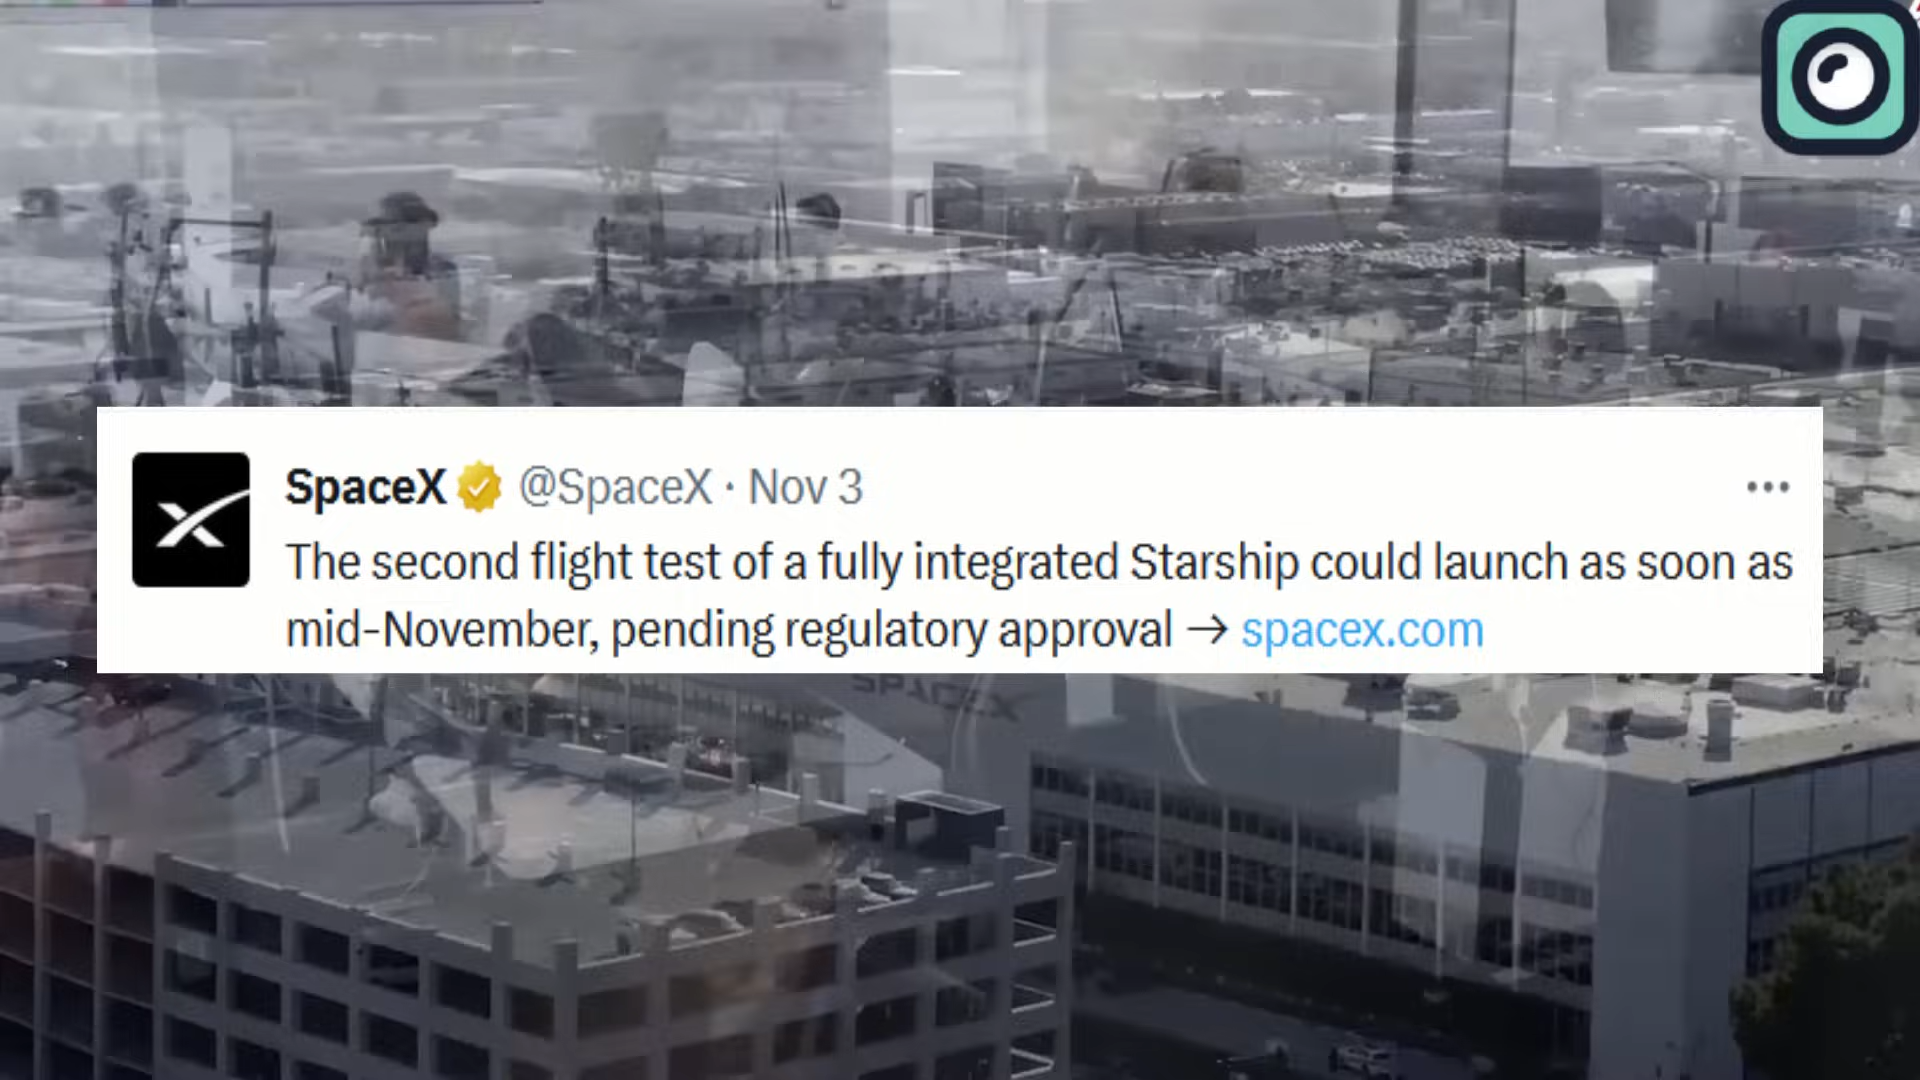 SpaceX @SpaceX · Nov 3
The second flight test of a fully integrated Starship could launch as soon as
mid-November, pending regulatory approval → spacex.com
SPACEX